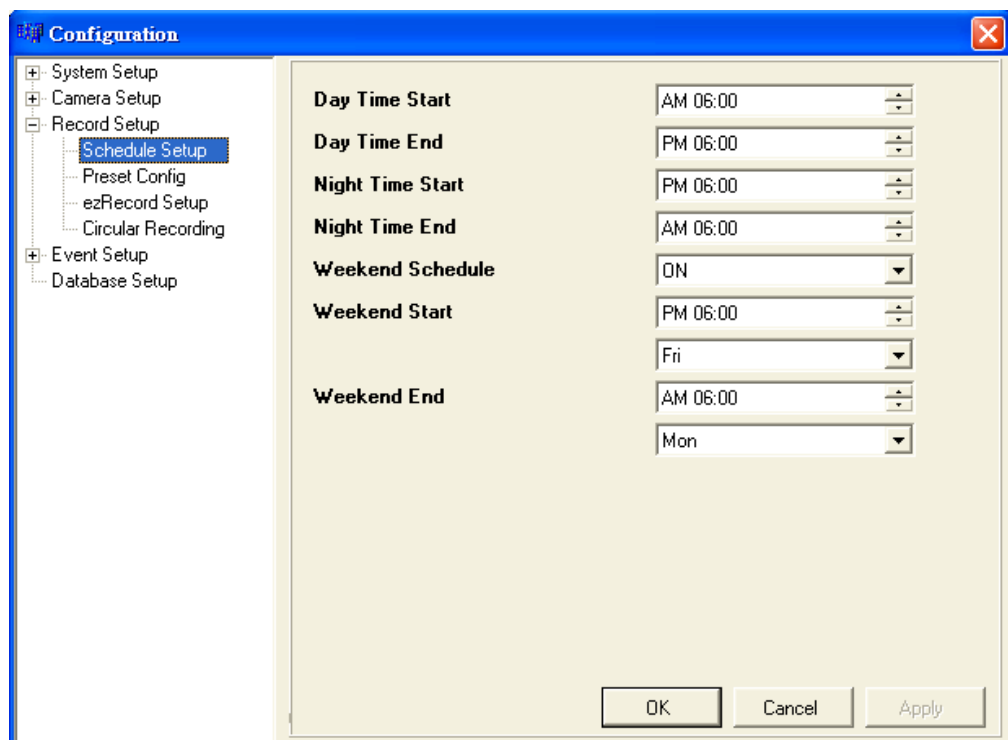 Configuration
System Setup
Camera Setup
Record Setup
Schedule Setup
Preset Config
ezRecord Setup
Circular Recording
Event Setup
Database Setup
Day Time Start AM 06:00
Day Time End PM 06:00
Night Time Start PM 06:00
Night Time End AM 06:00
Weekend Schedule ON
Weekend Start PM 06:00
Fri
Weekend End AM 06:00
Mon
OK Cancel Apply